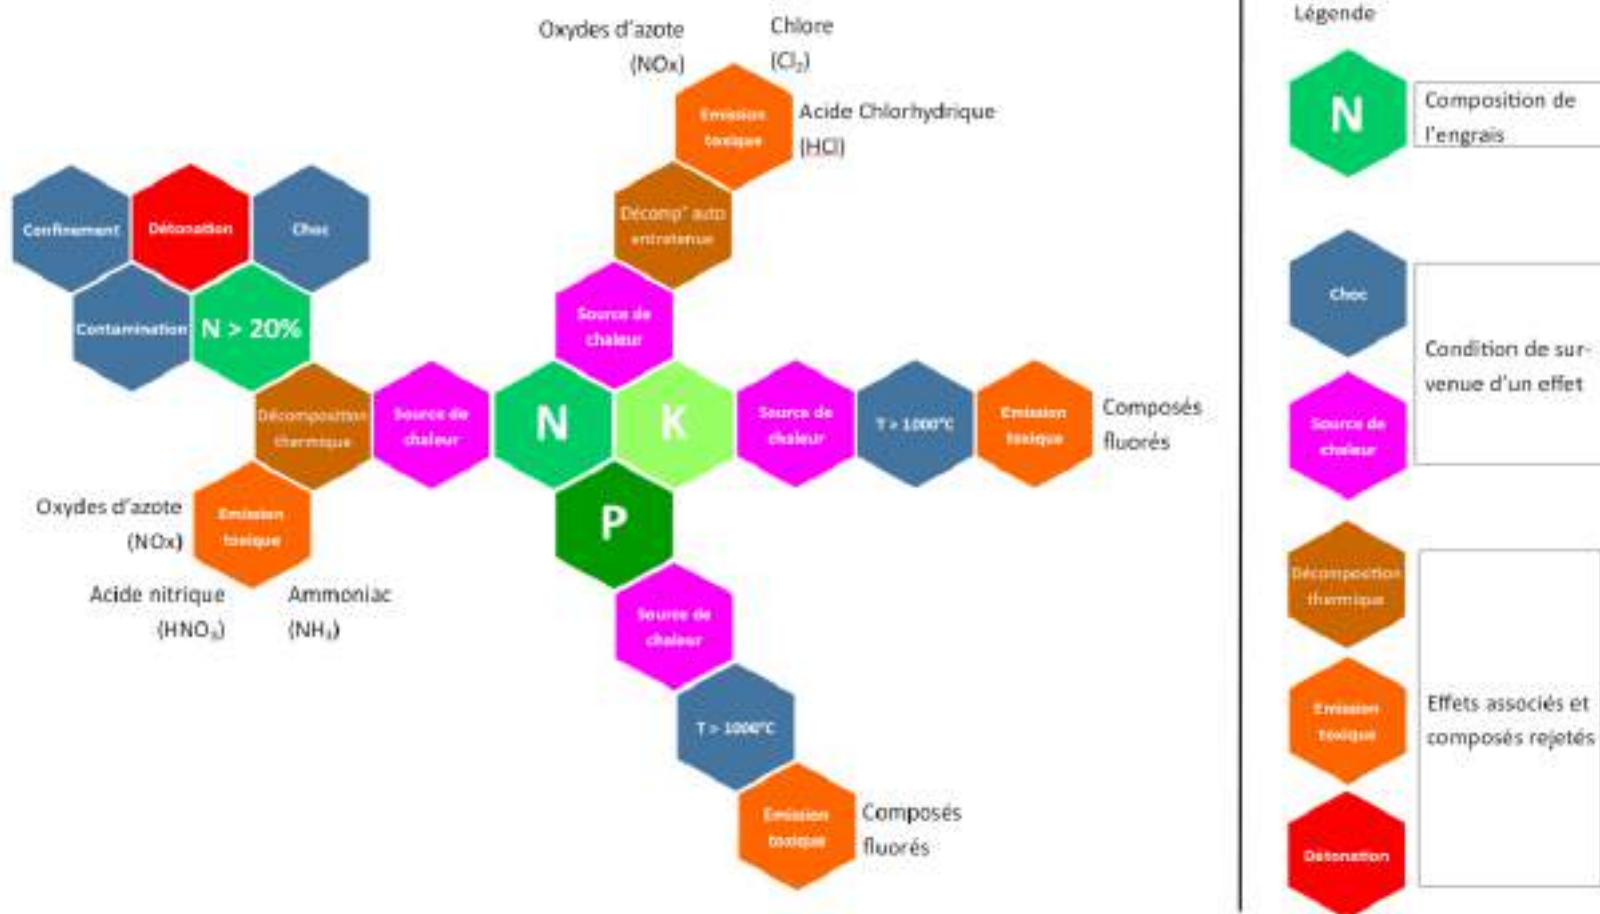 Oxydes d'azote
(NOx)
Chlore
(Cl₂)
Emission
toxique
Acide Chlorhydrique
(HCl)
Décomp° auto
entretenue
Confinement
Détonation
Choc
Contamination
N > 20%
Source de
chaleur
Décomposition
thermique
Source de
chaleur
N
K
Source de
chaleur
T > 1000°C
Emission
toxique
Composés
fluorés
P
Oxydes d'azote
(NOx)
Emission
toxique
Acide nitrique
(HNO₃)
Ammoniac
(NH₃)
Source de
chaleur
T > 1000°C
Emission
toxique
Composés
fluorés
Légende
N
Composition de
l'engrais
Choc
Source de
chaleur
Condition de sur-
venue d'un effet
Décomposition
thermique
Emission
toxique
Détonation
Effets associés et
composés rejetés